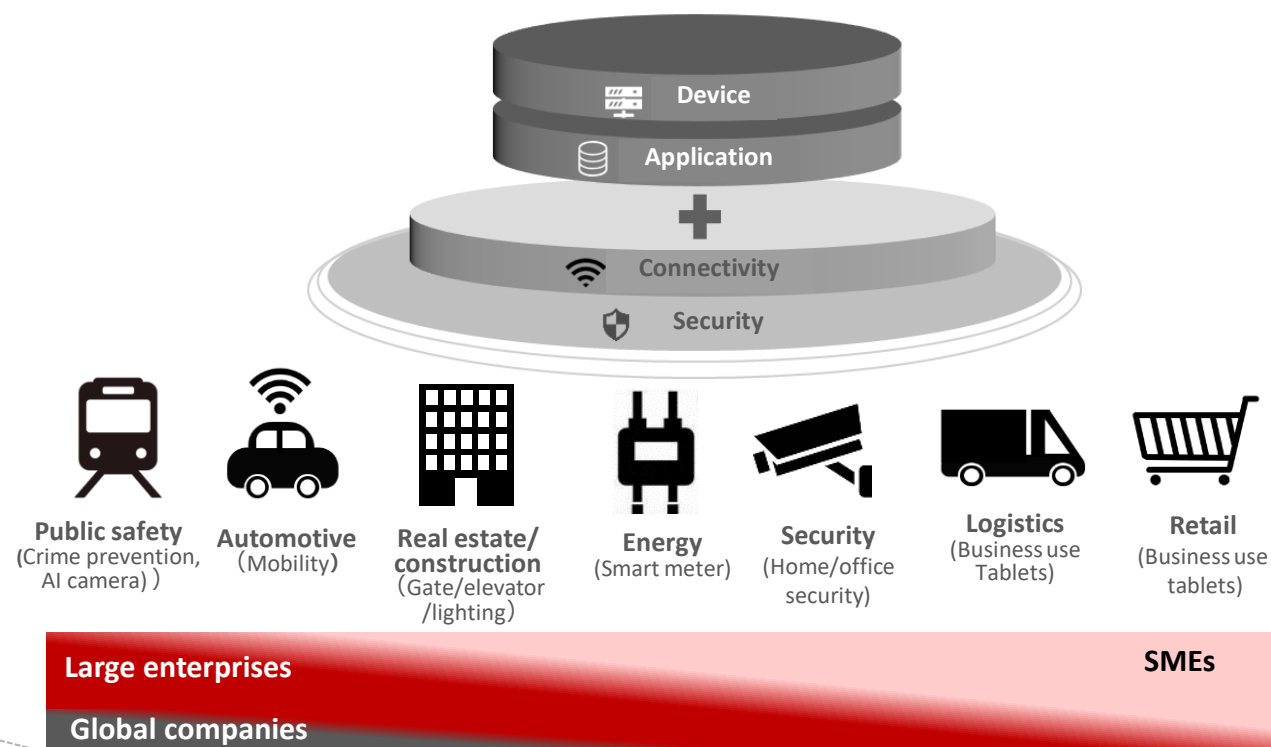 Device
Application
Connectivity
Security
Public safety
(Crime prevention,
AI camera)）
Automotive
（Mobility）
Real estate/
construction
（Gate/elevator
/lighting）
Energy
(Smart meter)
Security
(Home/office
security)
Logistics
(Business use
Tablets)
Retail
(Business use
tablets)
Large enterprises
SMEs
Global companies